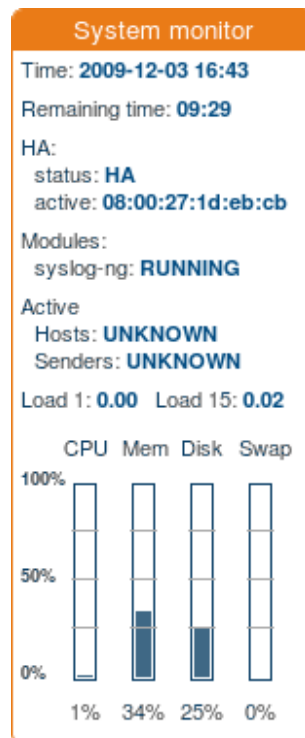 System monitor
Time: 2009-12-03 16:43
Remaining time: 09:29
HA:
status: HA
active: 08:00:27:1d:eb:cb
Modules:
syslog-ng: RUNNING
Active
Hosts: UNKNOWN
Senders: UNKNOWN
Load 1: 0.00 Load 15: 0.02
CPU Mem Disk Swap
100%
50%
0%
1% 34% 25% 0%